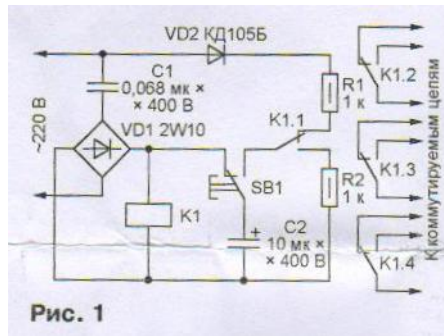 VD2 КД105Б
C1
0,068 мк ×
× 400 В
R1
1 к
K1.2
~220 В
VD1 2W10
K1.1
K1.3
SB1
R2
1 к
K1
C2
+
10 мк ×
× 400 В
K1.4
К коммутируемым цепям
Рис. 1